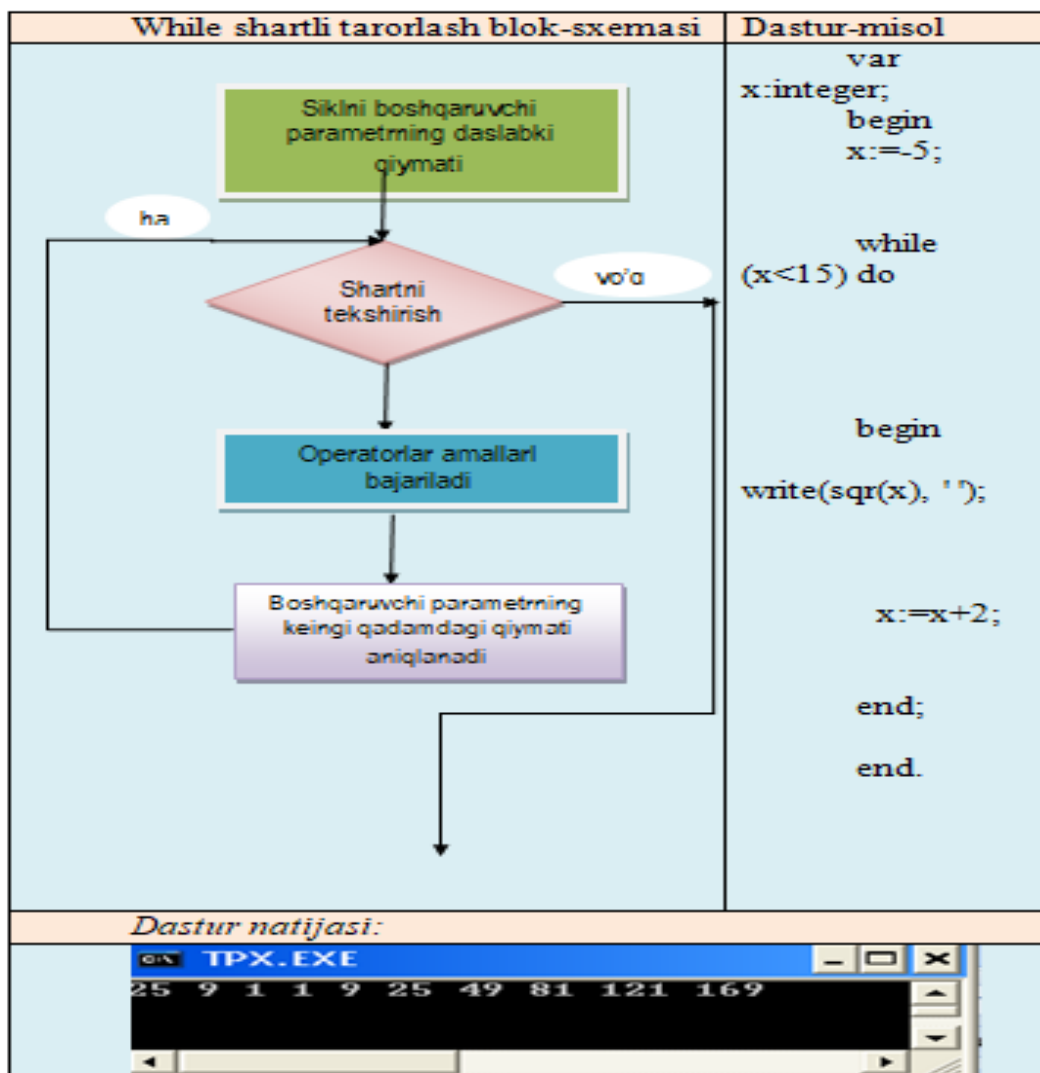 While shartli tarorlash blok-sxemasi
Dastur-misol
Siklni boshqaruvchi
parametrning daslabki
qiymati
ha
Shartni
tekshirish
yo'q
Operatorlar amallarI
bajariladi
Boshqaruvchi parametrning
keingi qadamdagi qiymati
aniqlanadi
var
x:integer;
begin
x:=-5;
while
(x<15) do
begin
write(sqr(x), ' ');
x:=x+2;
end;
end.
Dastur natijasi:
TPX.EXE
25 9 1 1 9 25 49 81 121 169